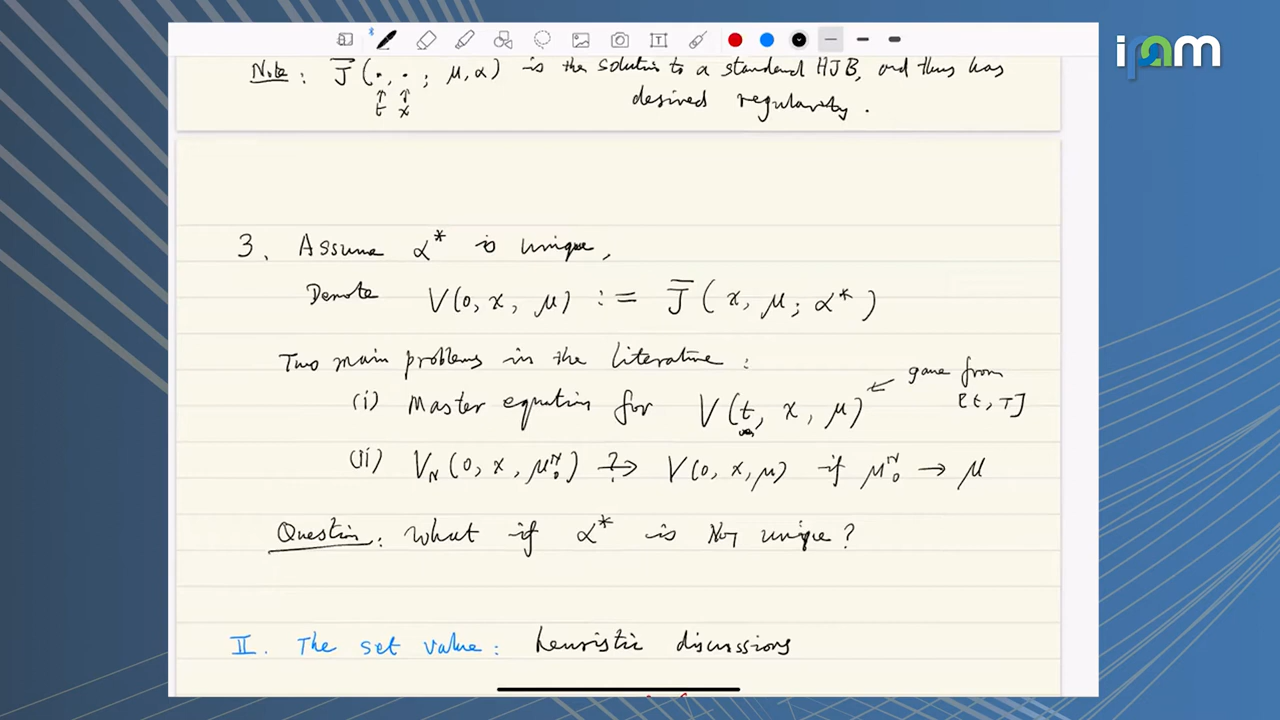 ipam
Note: J̅(·, ·; μ, α) is the solution to a standard HJB, and thus has
↑ ↑
t x
desired regularity.
3. Assume α* is unique,
Denote V(0, x, μ) := J̅(x, μ; α*)
Two main problems in the literature:
(i) Master equation for V(t, x, μ) ← game from [t, T]
(ii) V_N(0, x, μ₀ᴺ) →? V(0, x, μ) if μ₀ᴺ → μ
Question: What if α* is Not unique?
II. The set value: heuristic discussions